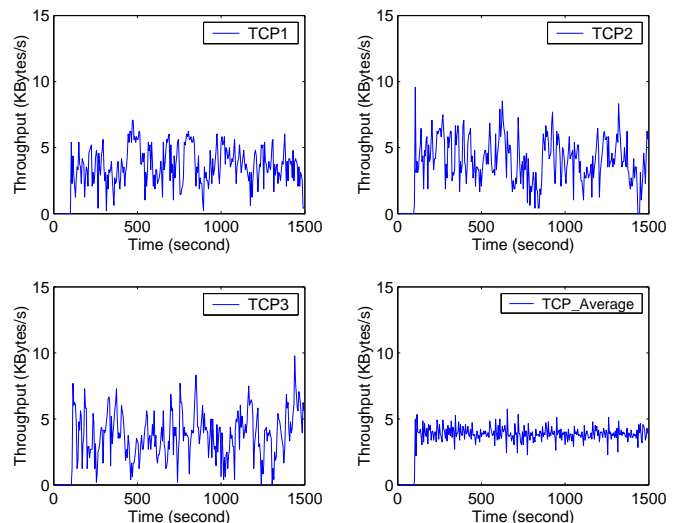 15
10
5
0
Throughput (KBytes/s)
TCP1
0 500 1000 1500
Time (second)
15
10
5
0
Throughput (KBytes/s)
TCP2
0 500 1000 1500
Time (second)
15
10
5
0
Throughput (KBytes/s)
TCP3
0 500 1000 1500
Time (second)
15
10
5
0
Throughput (KBytes/s)
TCP_Average
0 500 1000 1500
Time (second)